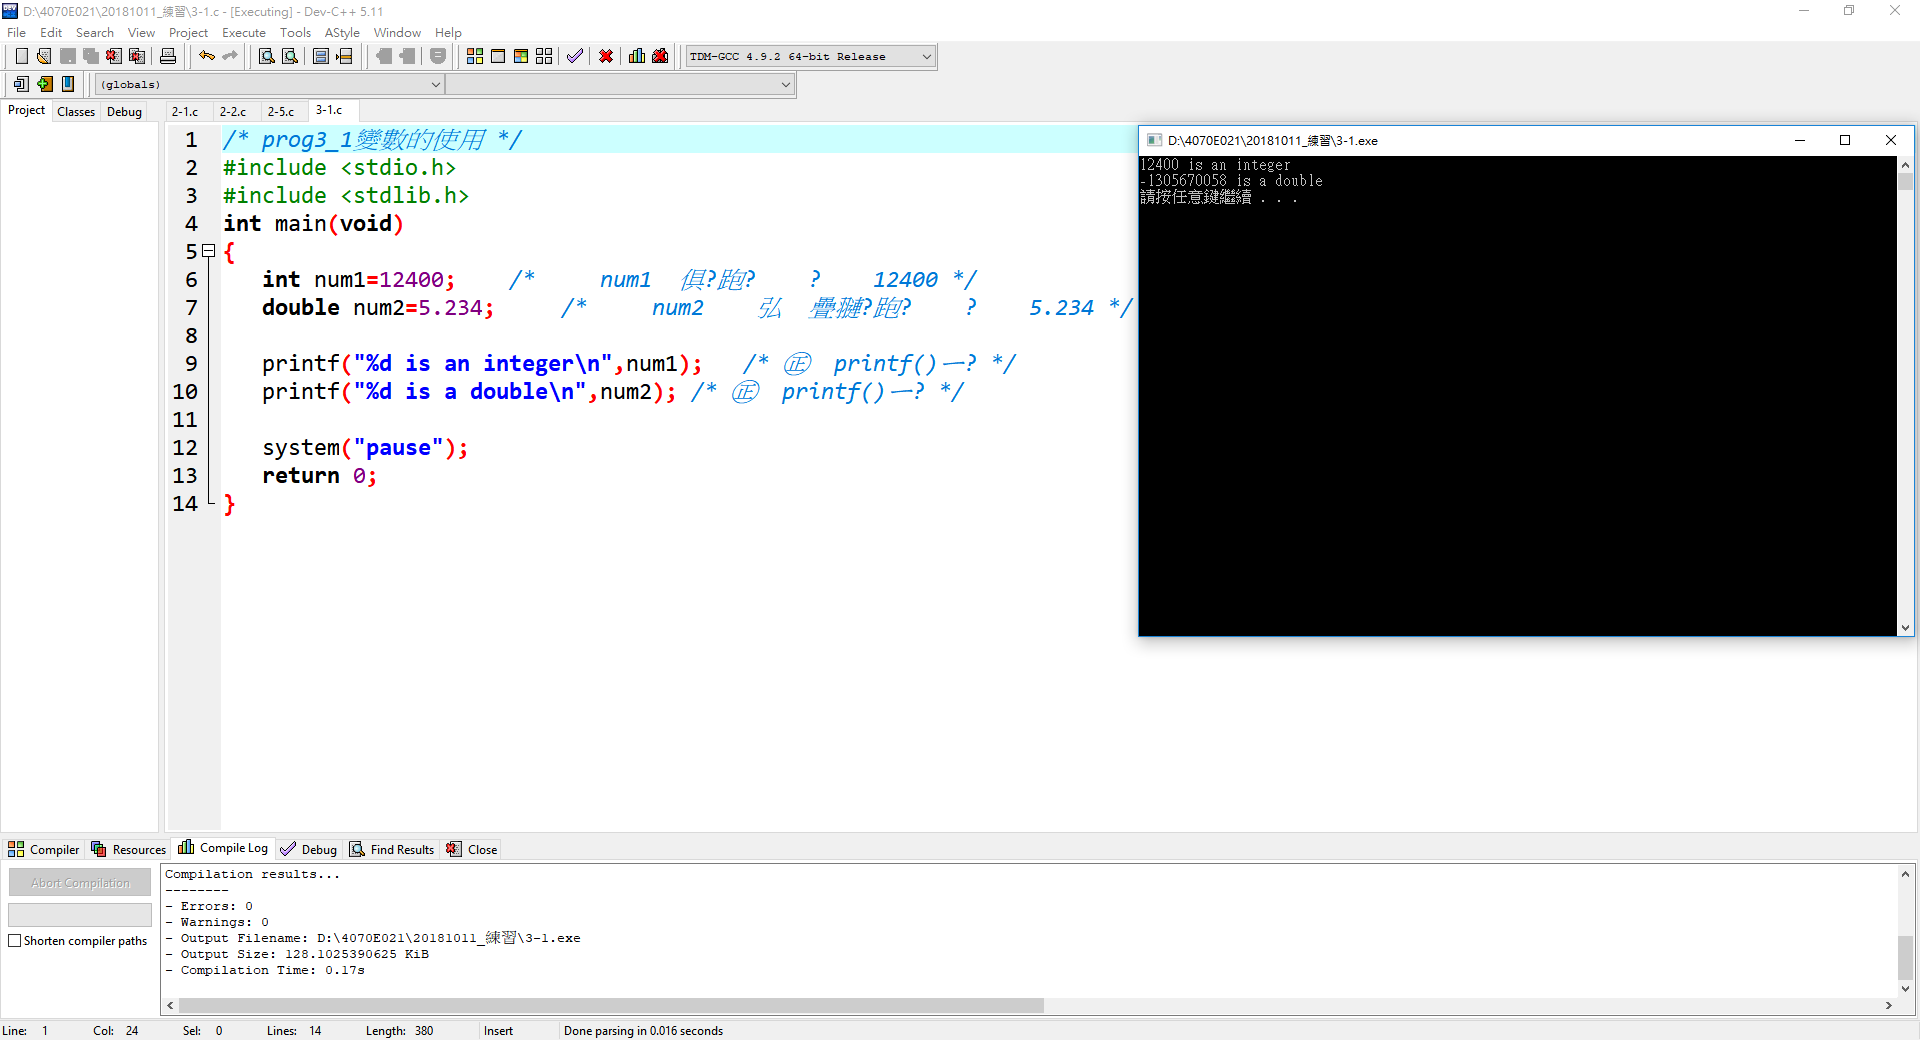 D:\4070E021\20181011_練習\3-1.c - [Executing] - Dev-C++ 5.11
File Edit Search View Project Execute Tools AStyle Window Help
TDM-GCC 4.9.2 64-bit Release
(globals)
Project Classes Debug
2-1.c 2-2.c 2-5.c 3-1.c
1 /* prog3_1變數的使用 */
2 #include <stdio.h>
3 #include <stdlib.h>
4 int main(void)
5 {
6 int num1=12400; /* num1 俱?跑? ? 12400 */
7 double num2=5.234; /* num2 弘 疊?跑? ? 5.234 */
8
9 printf("%d is an integer\n",num1); /* ㊣ printf()一? */
10 printf("%d is a double\n",num2); /* ㊣ printf()一? */
11
12 system("pause");
13 return 0;
14 }
D:\4070E021\20181011_練習\3-1.exe
12400 is an integer
-1305670058 is a double
請按任意鍵繼續 . . .
Compiler Resources Compile Log Debug Find Results Close
Abort Compilation
Shorten compiler paths
Compilation results...
--------
- Errors: 0
- Warnings: 0
- Output Filename: D:\4070E021\20181011_練習\3-1.exe
- Output Size: 128.1025390625 KiB
- Compilation Time: 0.17s
Line: 1 Col: 24 Sel: 0 Lines: 14 Length: 380 Insert Done parsing in 0.016 seconds